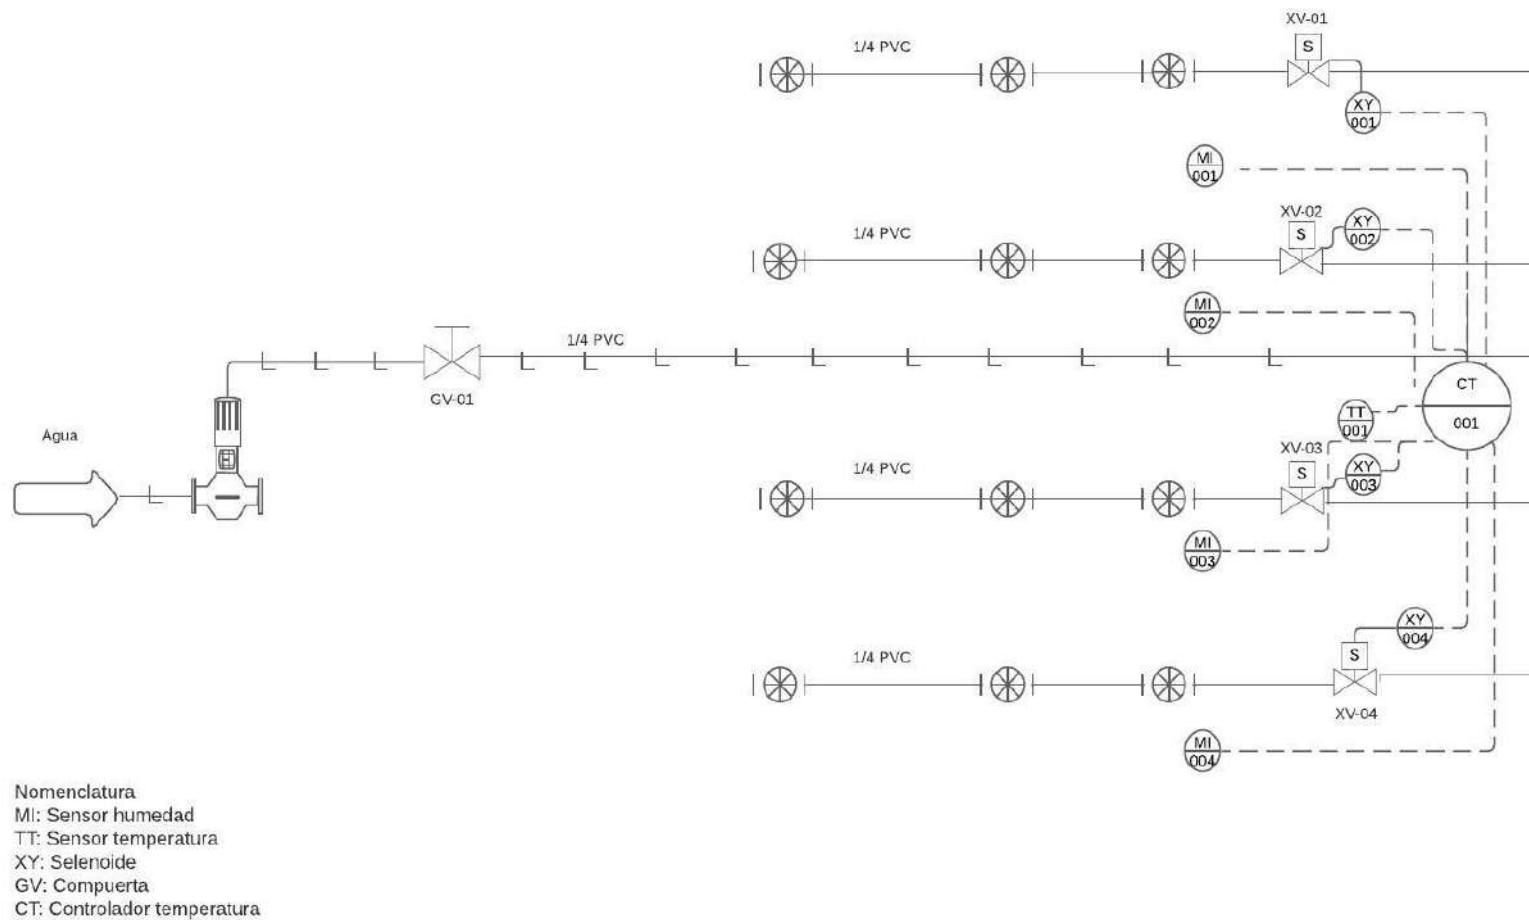 XV-01
S
1/4 PVC
XY
001
MI
001
XV-02
S
XY
002
1/4 PVC
MI
002
1/4 PVC
GV-01
CT
001
TT
001
Agua
XV-03
S
XY
003
1/4 PVC
MI
003
XY
004
S
1/4 PVC
XV-04
MI
004
Nomenclatura
MI: Sensor humedad
TT: Sensor temperatura
XY: Selenoide
GV: Compuerta
CT: Controlador temperatura